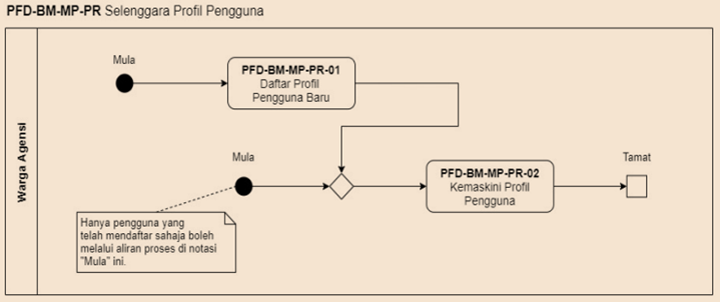 PFD-BM-MP-PR Selenggara Profil Pengguna
Warga Agensi
Mula
PFD-BM-MP-PR-01
Daftar Profil
Pengguna Baru
Mula
PFD-BM-MP-PR-02
Kemaskini Profil
Pengguna
Tamat
Hanya pengguna yang
telah mendaftar sahaja boleh
melalui aliran proses di notasi
"Mula" ini.